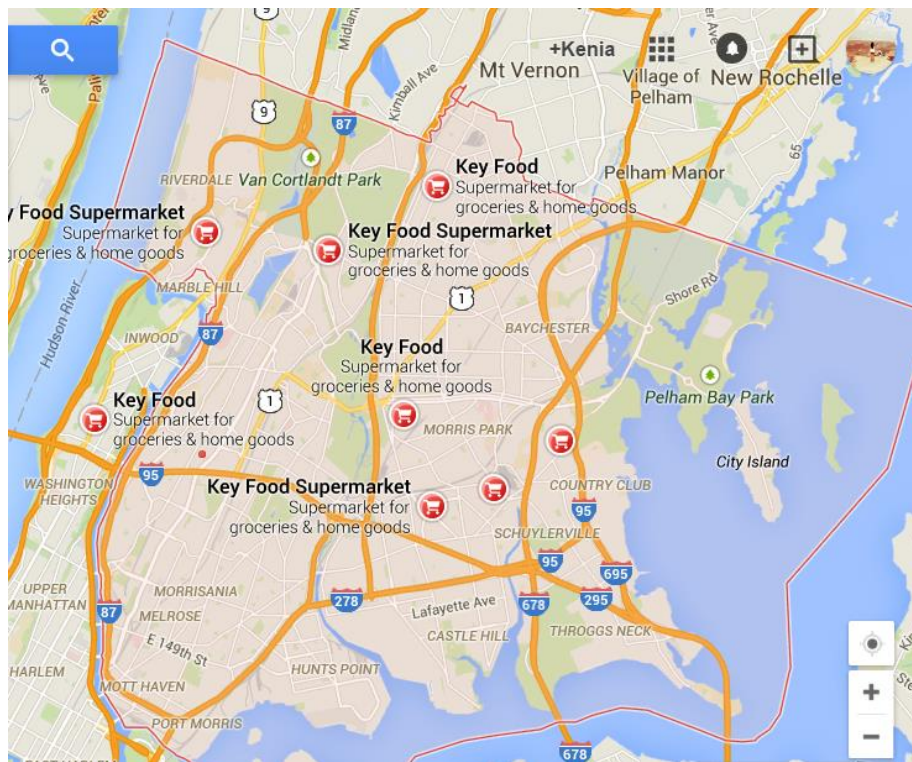 9
87
+Kenia
Midland
Kimball Ave
Mt Vernon
Village of
Pelham
New Rochelle
9
87
65
RIVERDALE
Van Cortlandt Park
Key Food
Supermarket for
groceries & home goods
Pelham Manor
y Food Supermarket
Supermarket for
groceries & home goods
Key Food Supermarket
Supermarket for
groceries & home goods
MARBLE HILL
Shore Rd
Hudson River
1
INWOOD
87
BAYCHESTER
Key Food
Supermarket for
groceries & home goods
Pelham Bay Park
Key Food
Supermarket for
groceries & home goods
1
MORRIS PARK
City Island
WASHINGTON
HEIGHTS
95
Key Food Supermarket
Supermarket for
groceries & home goods
COUNTRY CLUB
95
SCHUYLERVILLE
95
695
UPPER
MANHATTAN
MORRISANIA
278
678
295
87
MELROSE
Lafayette Ave
E 149th St
CASTLE HILL
THROGGS NECK
HARLEM
HUNTS POINT
MOTT HAVEN
PORT MORRIS
678